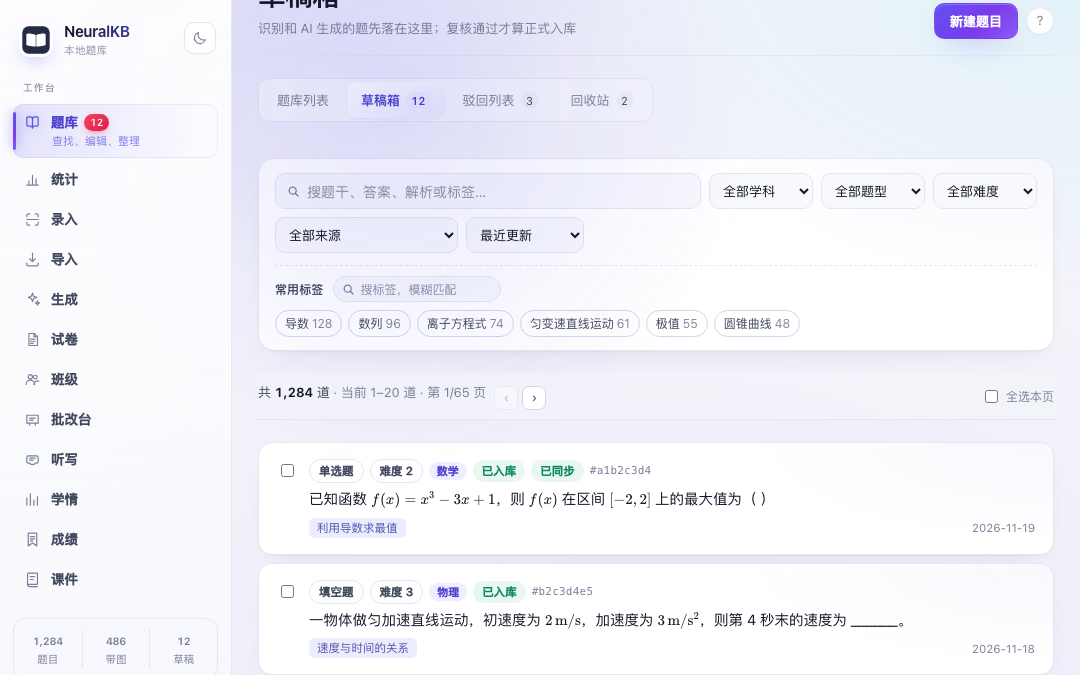 NeuralKB
本地题库
工作台
题库 12
查找、编辑、整理
统计
录入
导入
生成
试卷
班级
批改台
听写
学情
成绩
课件
1,284 486 12
题目 带图 草稿
识别和 AI 生成的题先落在这里；复核通过才算正式入库
新建题目 ?
题库列表 草稿箱 12 驳回列表 3 回收站 2
搜题干、答案、解析或标签... 全部学科 全部题型 全部难度
全部来源 最近更新
常用标签 搜标签，模糊匹配
导数 128 数列 96 离子方程式 74 匀变速直线运动 61 极值 55 圆锥曲线 48
共 1,284 道 · 当前 1–20 道 · 第 1/65 页 ‹ › 全选本页
单选题 难度 2 数学 已入库 已同步 #a1b2c3d4
已知函数 f(x) = x³ − 3x + 1，则 f(x) 在区间 [−2, 2] 上的最大值为（ ）
利用导数求最值 2026-11-19
填空题 难度 3 物理 已入库 #b2c3d4e5
一物体做匀加速直线运动，初速度为 2 m/s，加速度为 3 m/s²，则第 4 秒末的速度为 ______。
速度与时间的关系 2026-11-18